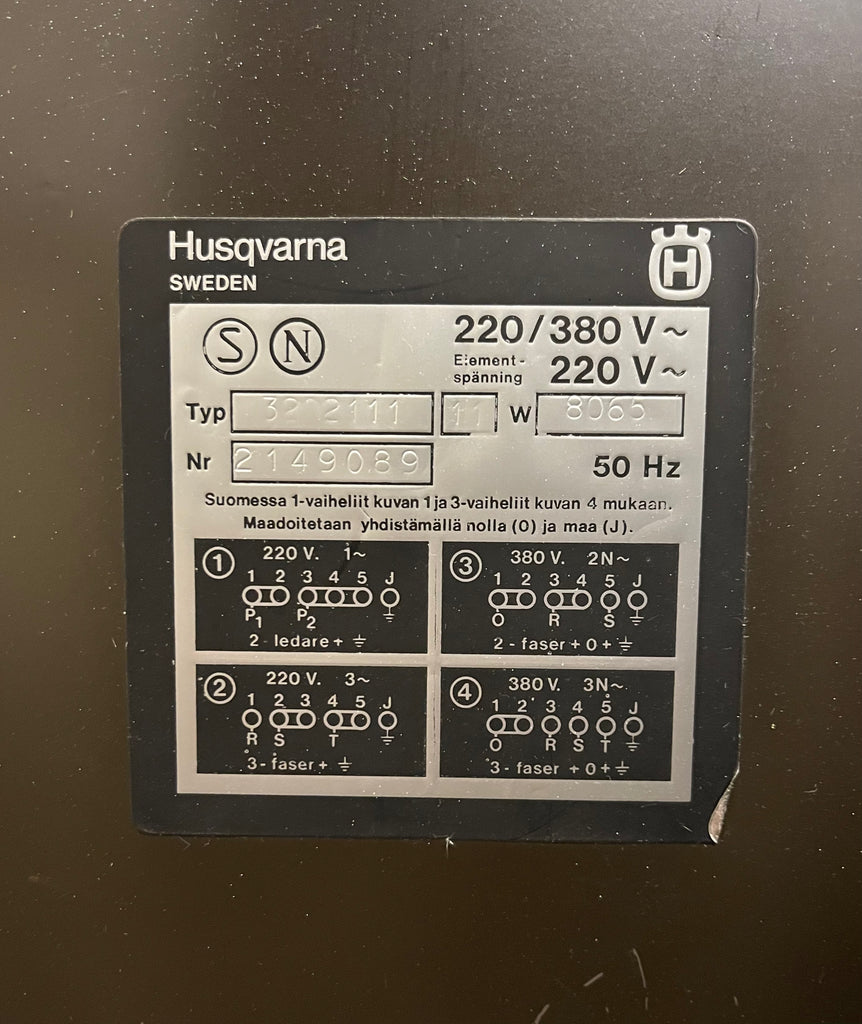 Husqvarna
SWEDEN
H
S N
220/380 V~
Element-
spänning 220 V~
Typ 11 W 8065
Nr 2149089 50 Hz
Suomessa 1-vaiheliit kuvan 1 ja 3-vaiheliit kuvan 4 mukaan.
Maadoitetaan yhdistämällä nolla (0) ja maa (J).
1 220 V. 1~
1 2 3 4 5 J
P1 P2
2-ledare + ⏚
2 220 V. 3~
1 2 3 4 5 J
R S T
3-faser + ⏚
3 380 V. 2N~
1 2 3 4 5 J
O R S
2-faser + 0 + ⏚
4 380 V. 3N~
1 2 3 4 5 J
O R S T
3-faser + 0 + ⏚